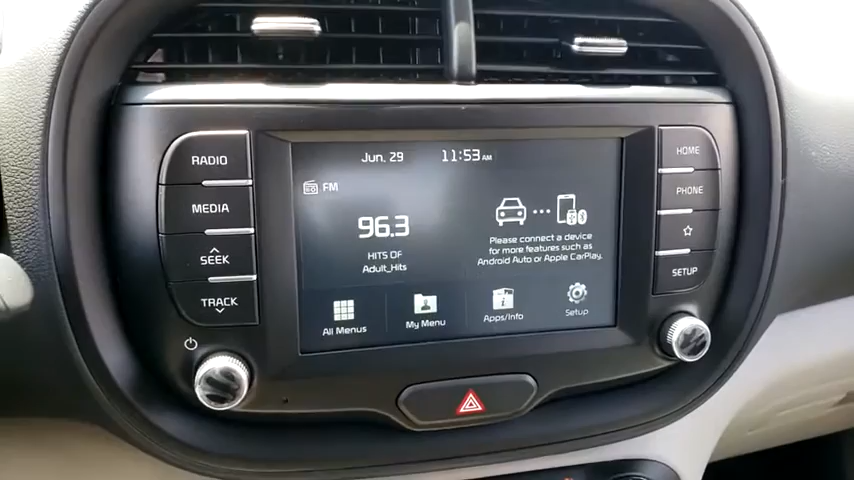 RADIO
MEDIA
SEEK
TRACK
Jun. 29 11:53 AM
FM
96.3
HITS OF
Adult_Hits
Please connect a device
for more features such as
Android Auto or Apple CarPlay.
All Menus
My Menu
Apps/Info
Setup
HOME
PHONE
SETUP